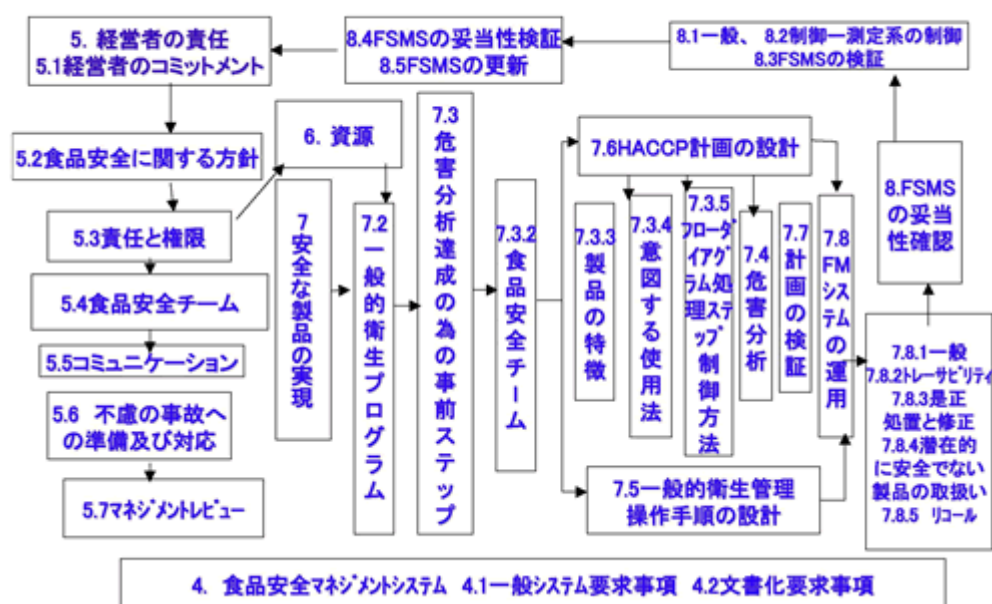 5. 経営者の責任
5.1経営者のコミットメント
8.4FSMSの妥当性検証
8.5FSMSの更新
8.1一般、 8.2制御ー測定系の制御
8.3FSMSの検証
5.2食品安全に関する方針
5.3責任と権限
5.4食品安全チーム
5.5コミュニケーション
5.6 不慮の事故へ
の準備及び対応
5.7マネジメントレビュー
6. 資源
7安全な製品の実現
7.2一般的衛生プログラム
7.3危害分析達成の為の事前ステップ
7.3.2食品安全チーム
7.6HACCP計画の設計
7.3.3製品の特徴
7.3.4意図する使用法
7.3.5
フローダ
イアグ
ラム処
理ステ
ップ
制御方法
7.4危害分析
7.7計画の検証
7.8FMシステムの運用
7.5一般的衛生管理
操作手順の設計
8.FSMS
の妥当
性確認
7.8.1一般
7.8.2トレーサビリティ
7.8.3是正
処置と修正
7.8.4潜在的
に安全でない
製品の取扱い
7.8.5 リコール
4. 食品安全マネジメントシステム 4.1一般システム要求事項 4.2文書化要求事項